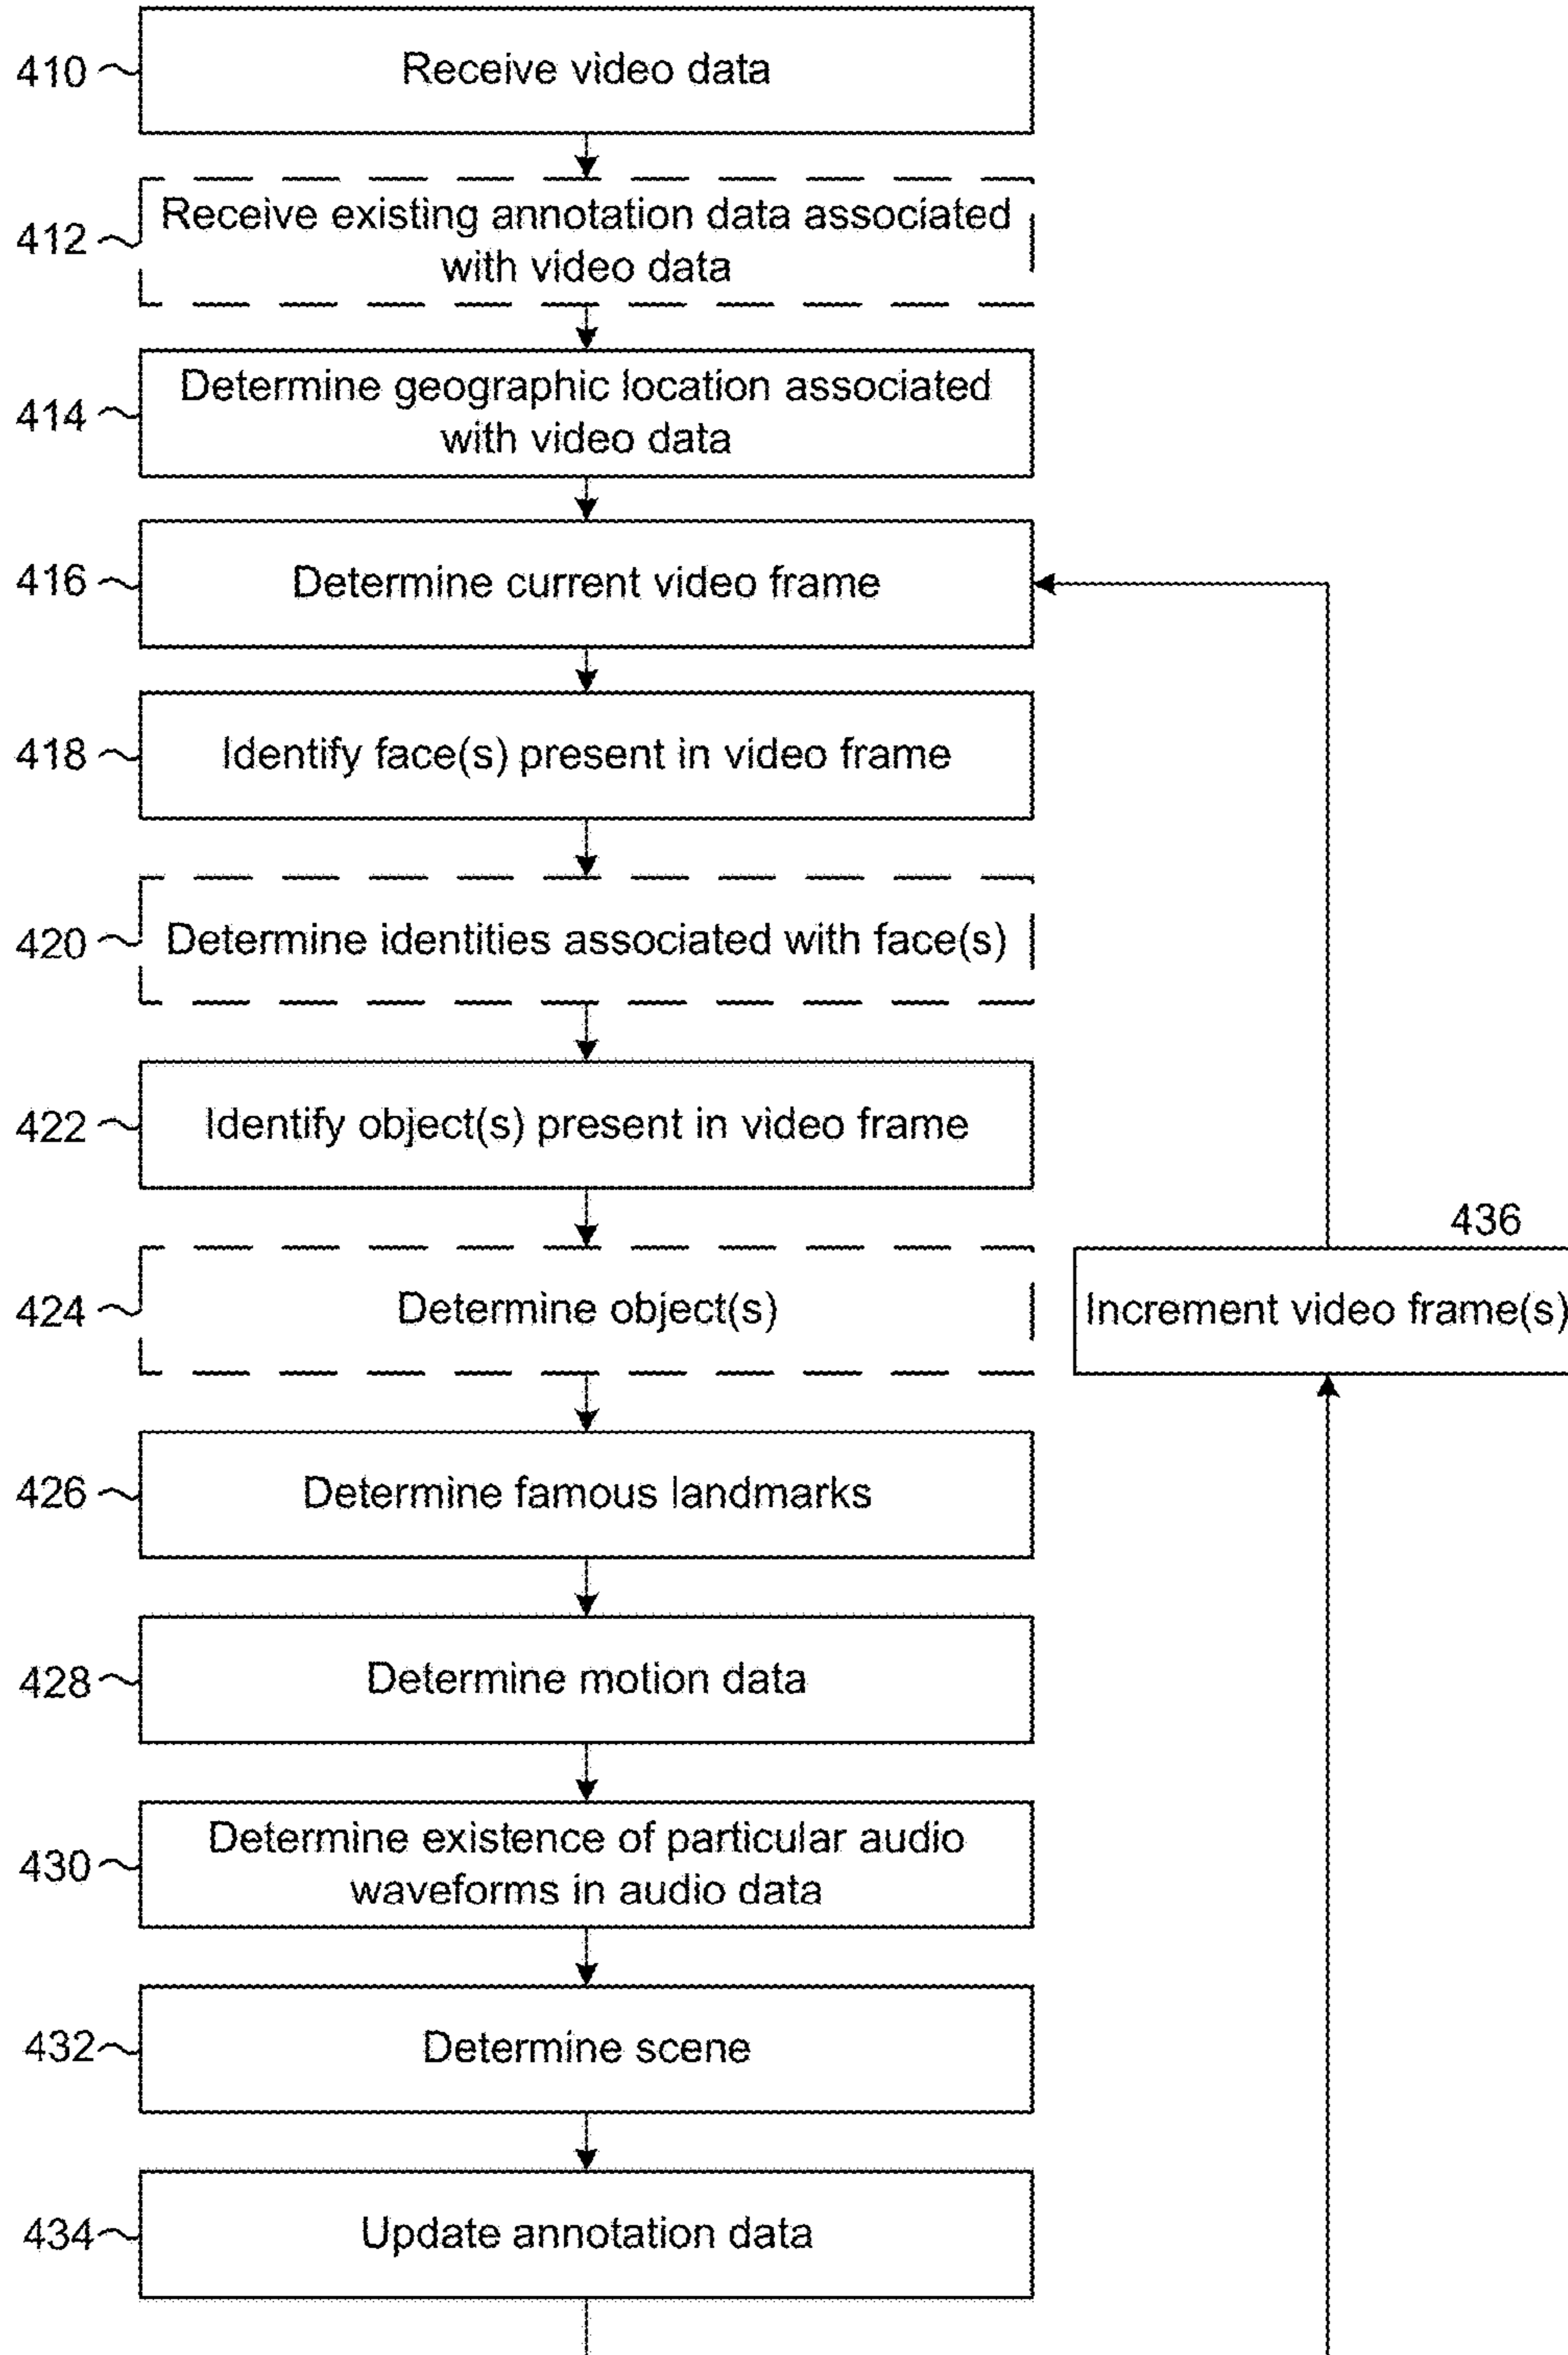 410
Receive video data
412
Receive existing annotation data associated
with video data
414
Determine geographic location associated
with video data
416
Determine current video frame
418
Identify face(s) present in video frame
420
Determine identities associated with face(s)
422
Identify object(s) present in video frame
436
424
Determine object(s)
Increment video frame(s)
426
Determine famous landmarks
428
Determine motion data
430
Determine existence of particular audio
waveforms in audio data
432
Determine scene
434
Update annotation data